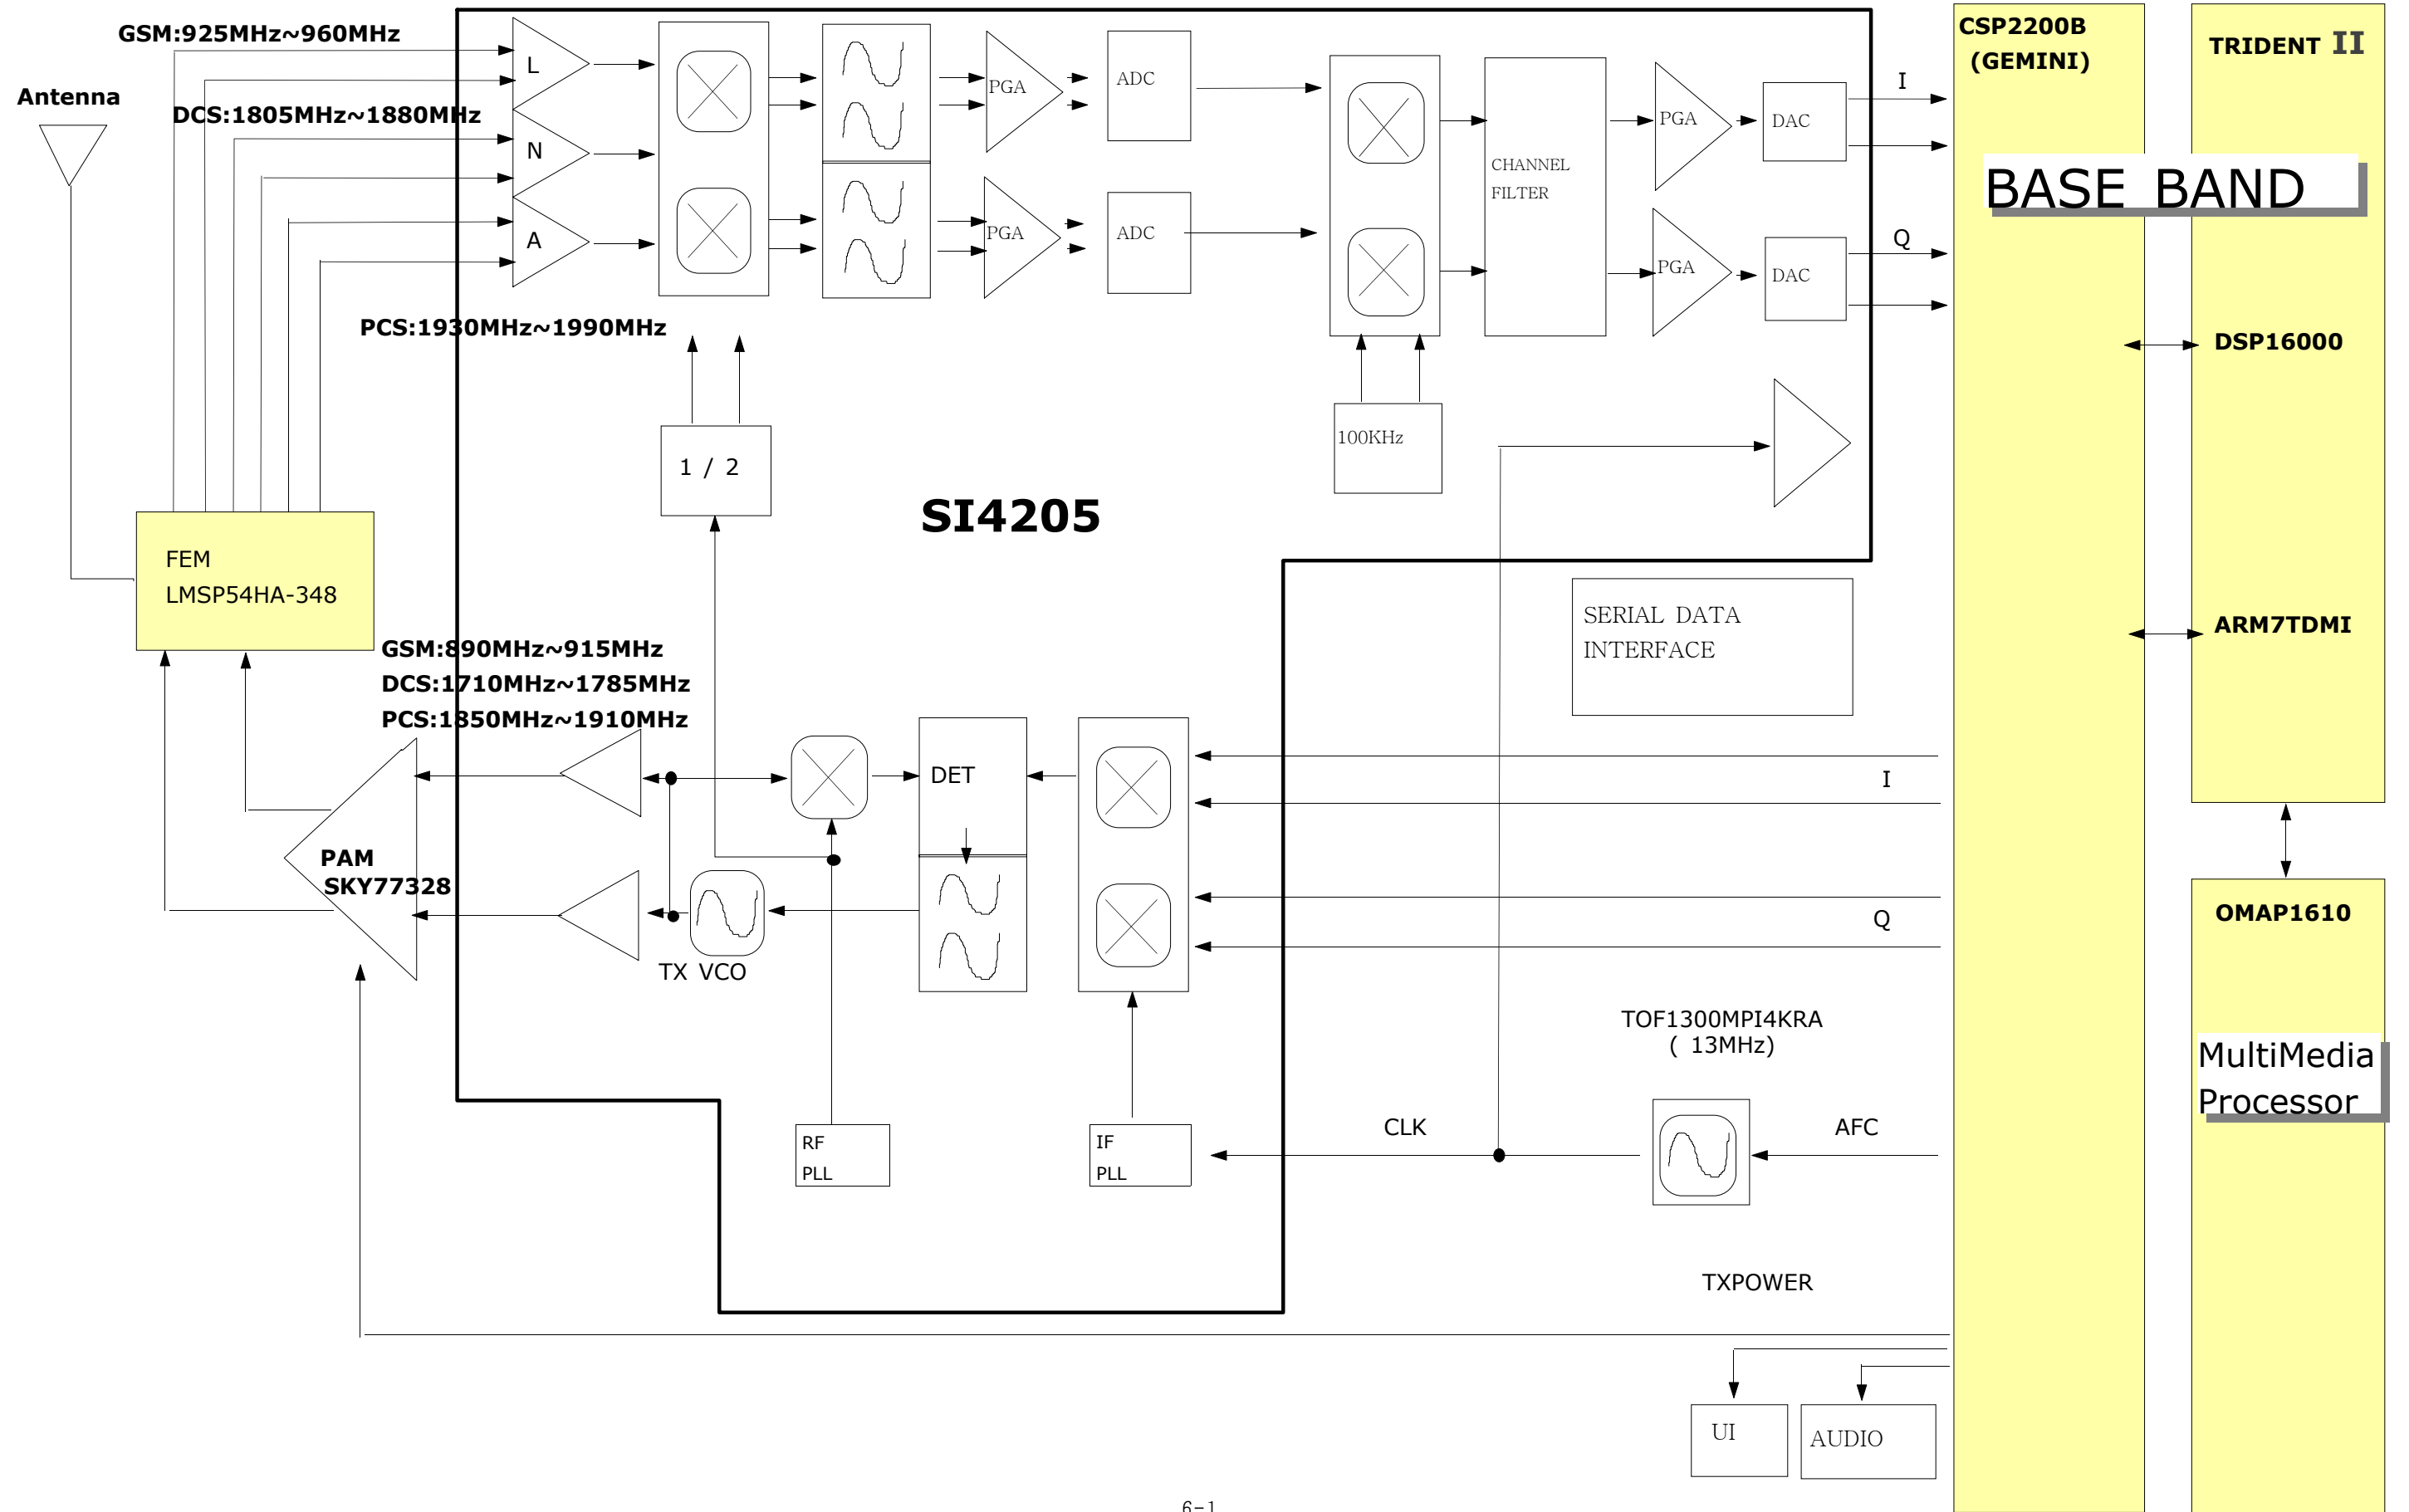 GSM:925MHz~960MHz
Antenna
DCS:1805MHz~1880MHz
L
N
A
PCS:1930MHz~1990MHz
PGA
PGA
ADC
ADC
CHANNEL
FILTER
PGA
PGA
DAC
DAC
I
Q
CSP2200B
(GEMINI)
TRIDENT II
BASE BAND
DSP16000
ARM7TDMI
1 / 2
100KHz
SI4205
FEM
LMSP54HA-348
SERIAL DATA
INTERFACE
GSM:890MHz~915MHz
DCS:1710MHz~1785MHz
PCS:1850MHz~1910MHz
DET
I
Q
PAM
SKY77328
TX VCO
OMAP1610
MultiMedia
Processor
TOF1300MPI4KRA
( 13MHz)
RF
PLL
IF
PLL
CLK
AFC
TXPOWER
UI
AUDIO
6-1